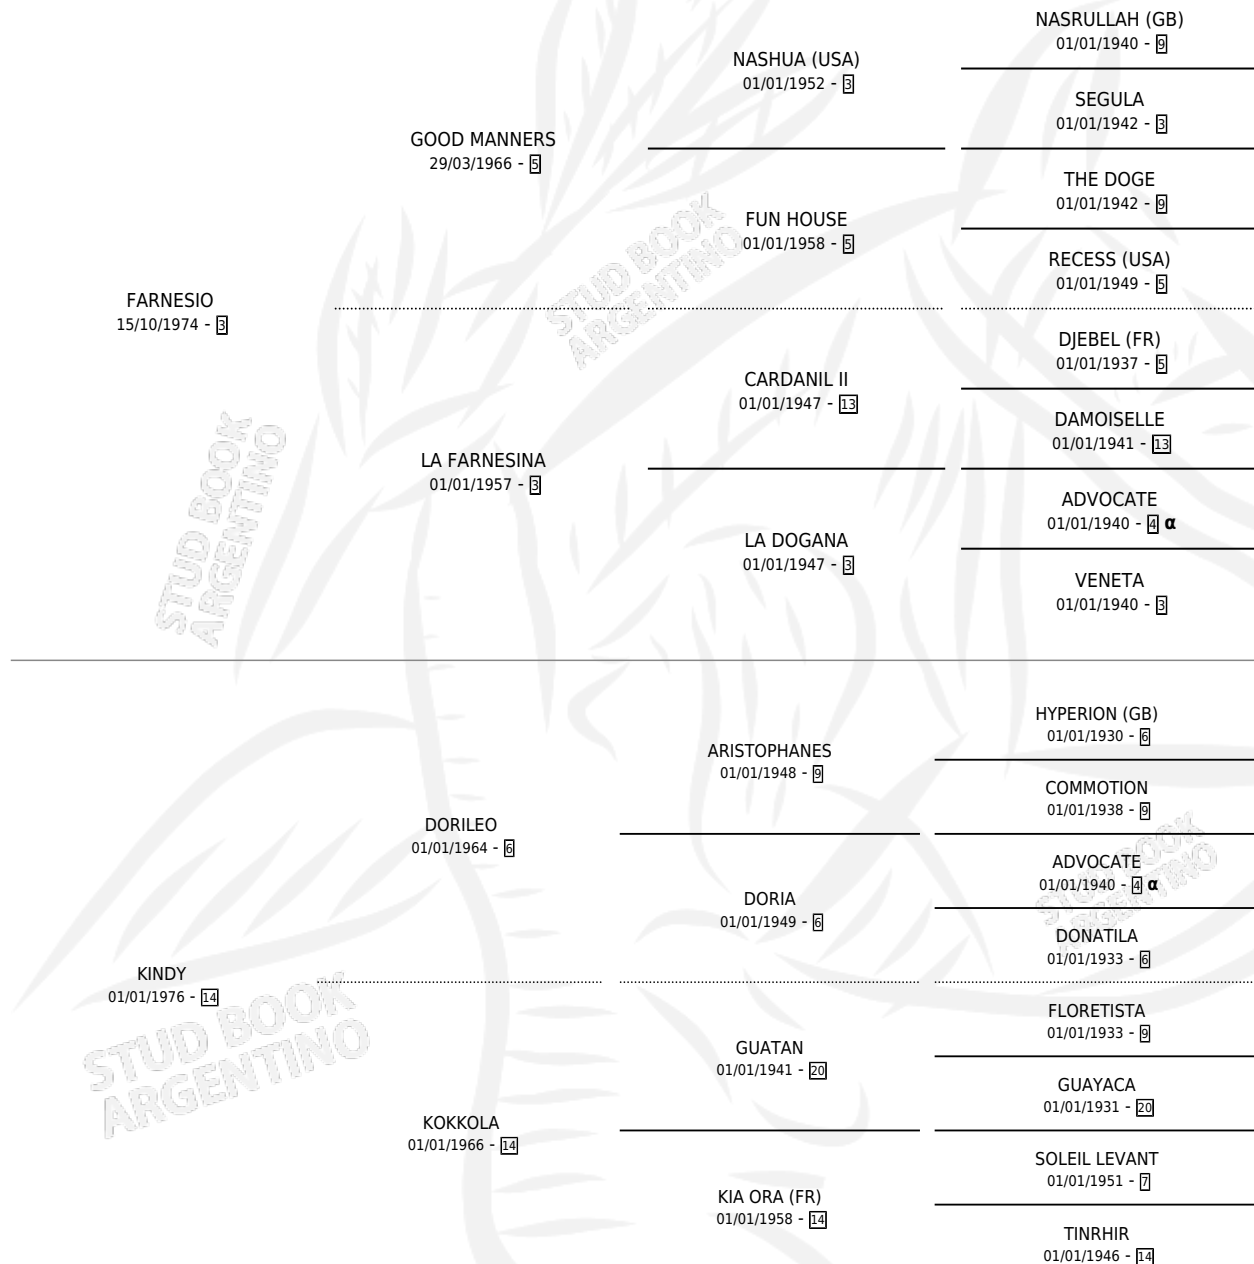 NASRULLAH (GB)
01/01/1940 - 9
NASHUA (USA)
01/01/1952 - 3
SEGULA
01/01/1942 - 3
GOOD MANNERS
29/03/1966 - 5
THE DOGE
01/01/1942 - 9
FUN HOUSE
01/01/1958 - 5
RECESS (USA)
01/01/1949 - 5
FARNESIO
15/10/1974 - 3
DJEBEL (FR)
01/01/1937 - 5
CARDANIL II
01/01/1947 - 13
DAMOISELLE
01/01/1941 - 13
LA FARNESINA
01/01/1957 - 3
ADVOCATE
01/01/1940 - 4 α
LA DOGANA
01/01/1947 - 3
VENETA
01/01/1940 - 3
STUD BOOK
ARGENTINO
STUD BOOK
ARGENTINO
HYPERION (GB)
01/01/1930 - 6
ARISTOPHANES
01/01/1948 - 9
COMMOTION
01/01/1938 - 9
DORILEO
01/01/1964 - 6
ADVOCATE
01/01/1940 - 4 α
DORIA
01/01/1949 - 6
DONATILA
01/01/1933 - 6
KINDY
01/01/1976 - 14
FLORETISTA
01/01/1933 - 9
GUATAN
01/01/1941 - 20
GUAYACA
01/01/1931 - 20
KOKKOLA
01/01/1966 - 14
SOLEIL LEVANT
01/01/1951 - 7
KIA ORA (FR)
01/01/1958 - 14
TINRHIR
01/01/1946 - 14
STUD BOOK
ARGENTINO
STUD BOOK
ARGENTINO